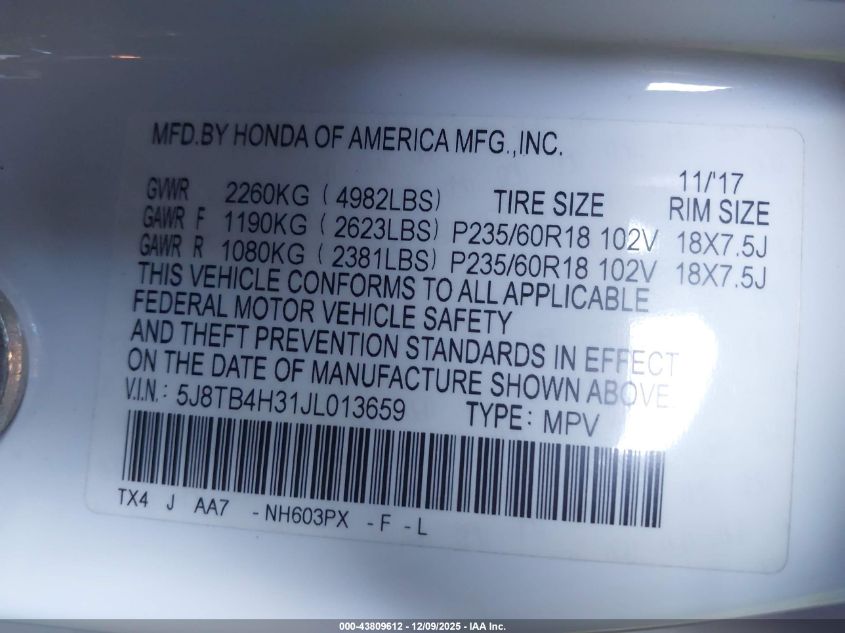 MFD.BY HONDA OF AMERICA MFG.,INC.
11/'17
GVWR 2260KG ( 4982LBS) TIRE SIZE RIM SIZE
GAWR F 1190KG ( 2623LBS) P235/60R18 102V 18X7.5J
GAWR R 1080KG ( 2381LBS) P235/60R18 102V 18X7.5J
THIS VEHICLE CONFORMS TO ALL APPLICABLE
FEDERAL MOTOR VEHICLE SAFETY
AND THEFT PREVENTION STANDARDS IN EFFECT
ON THE DATE OF MANUFACTURE SHOWN ABOVE.
V.I.N.: 5J8TB4H31JL013659 TYPE: MPV
TX4 J AA7 -NH603PX -F -L
000-43809612 - 12/09/2025 - IAA Inc.